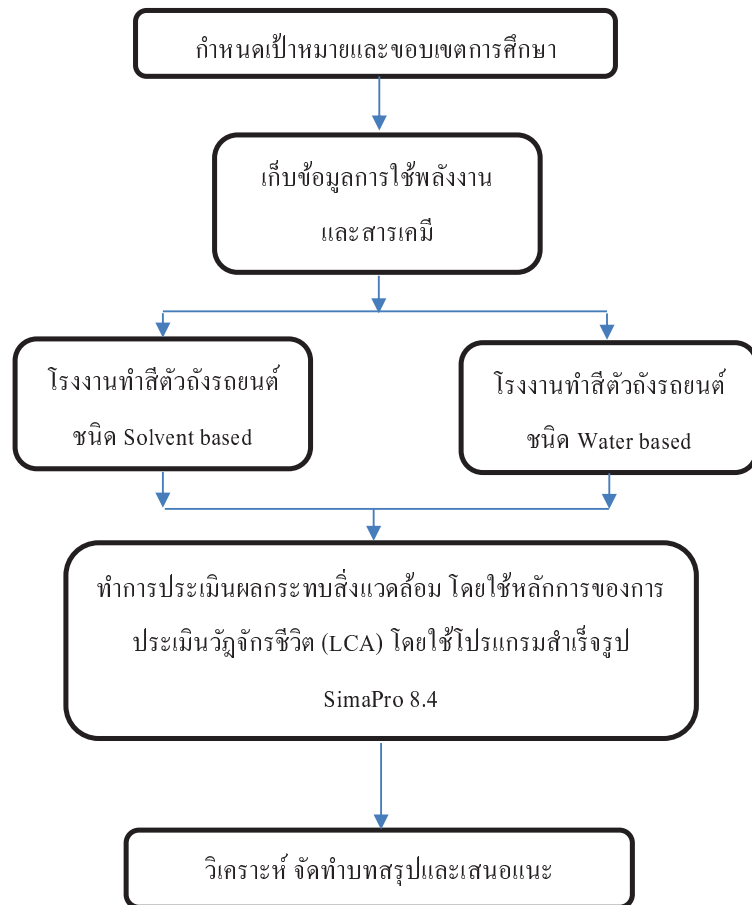 กำหนดเป้าหมายและขอบเขตการศึกษา
เก็บข้อมูลการใช้พลังงาน
และสารเคมี
โรงงานทำสีตัวถังรถยนต์
ชนิด Solvent based
โรงงานทำสีตัวถังรถยนต์
ชนิด Water based
ทำการประเมินผลกระทบสิ่งแวดล้อม โดยใช้หลักการของการ
ประเมินวัฎจักรชีวิต (LCA) โดยใช้โปรแกรมสำเร็จรูป
SimaPro 8.4
วิเคราะห์ จัดทำบทสรุปและเสนอแนะ